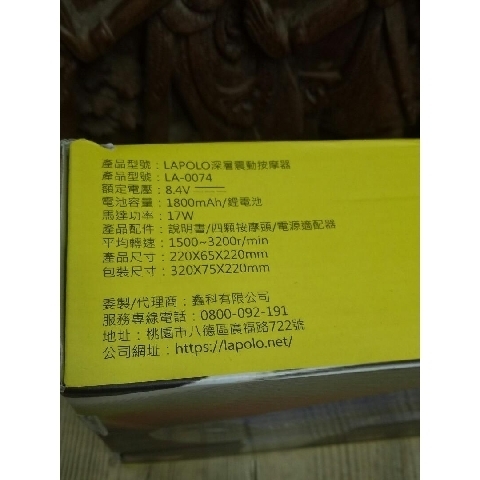 產品型號：LAPOLO深層震動按摩器
產品型號：LA-0074
額定電壓：8.4V
電池容量：1800mAh/鋰電池
馬達功率：17W
產品配件：說明書/四顆按摩頭/電源適配器
平均轉速：1500~3200r/min
產品尺寸：220X65X220mm
包裝尺寸：320X75X220mm
委製/代理商：鑫科有限公司
服務專線電話：0800-092-191
地址：桃園市八德區廣福路722號
公司網址：https://lapolo.net/